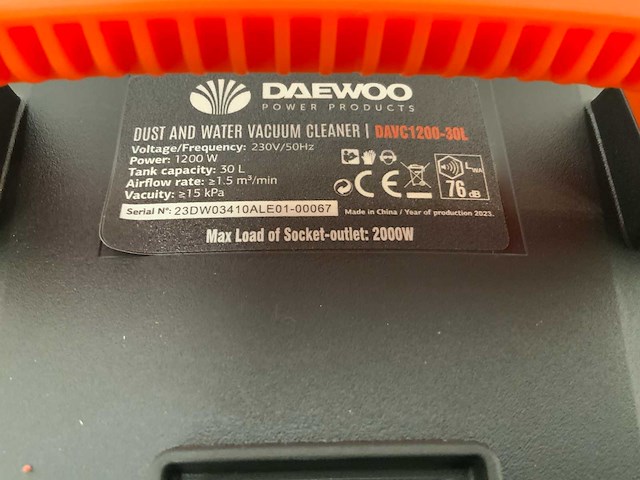 DAEWOO
POWER PRODUCTS
DUST AND WATER VACUUM CLEANER | DAVC1200-30L
Voltage/Frequency: 230V/50Hz
Power: 1200 W
Tank capacity: 30 L
Airflow rate: ≥1.5 m³/min
Vacuity: ≥15 kPa
Serial N°: 23DW03410ALE01-00067
CE
LWA
76 dB
Made in China / Year of production 2023.
Max Load of Socket-outlet: 2000W